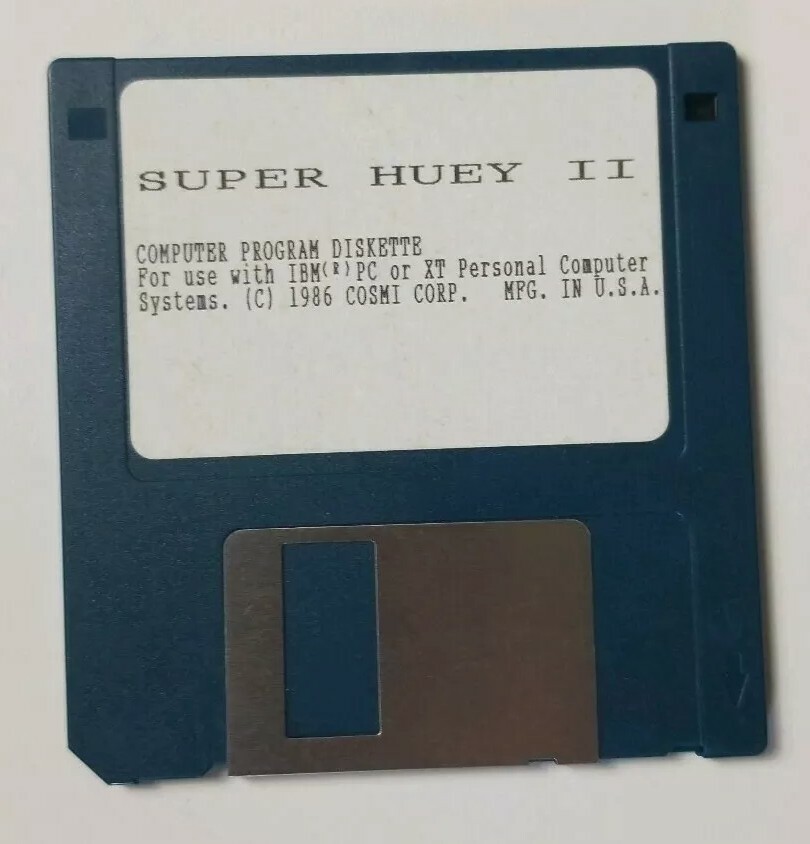 SUPER HUEY II
COMPUTER PROGRAM DISKETTE
For use with IBM(R)PC or XT Personal Computer
Systems. (C) 1986 COSMI CORP. MFG. IN U.S.A.